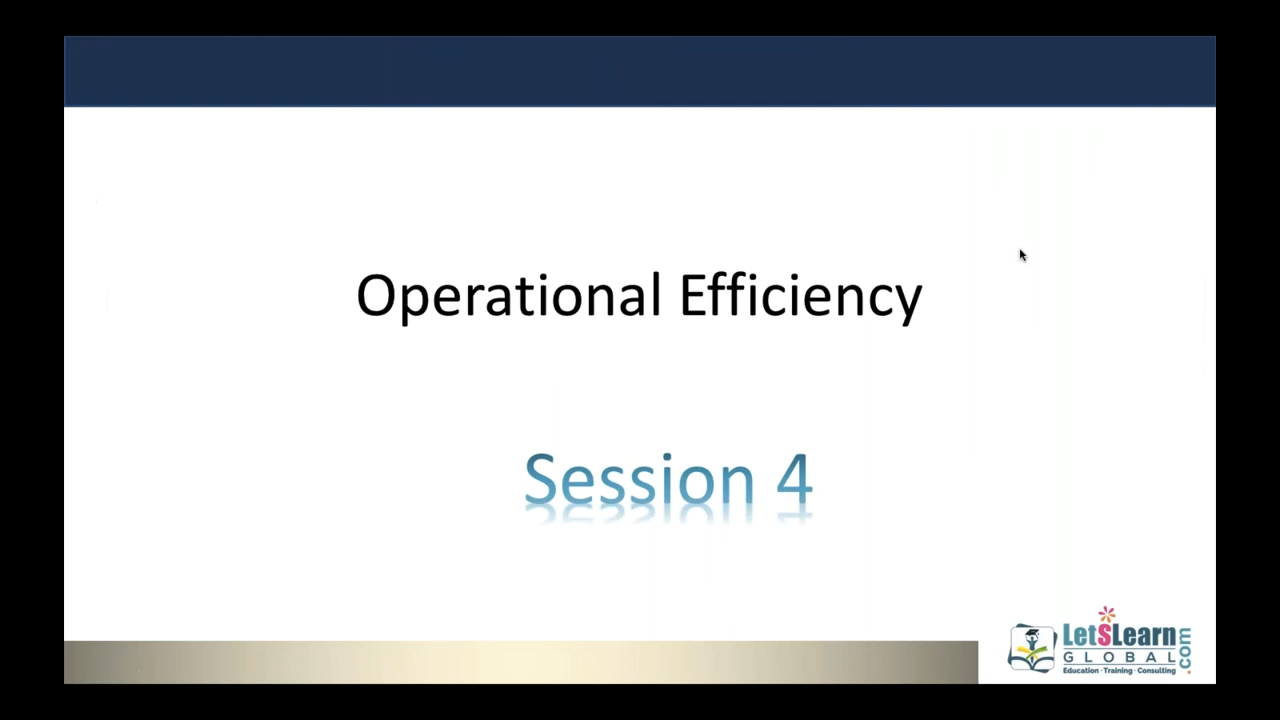 Operational Efficiency
Session 4
LetSLearn
GLOBAL
.com
Education · Training · Consulting